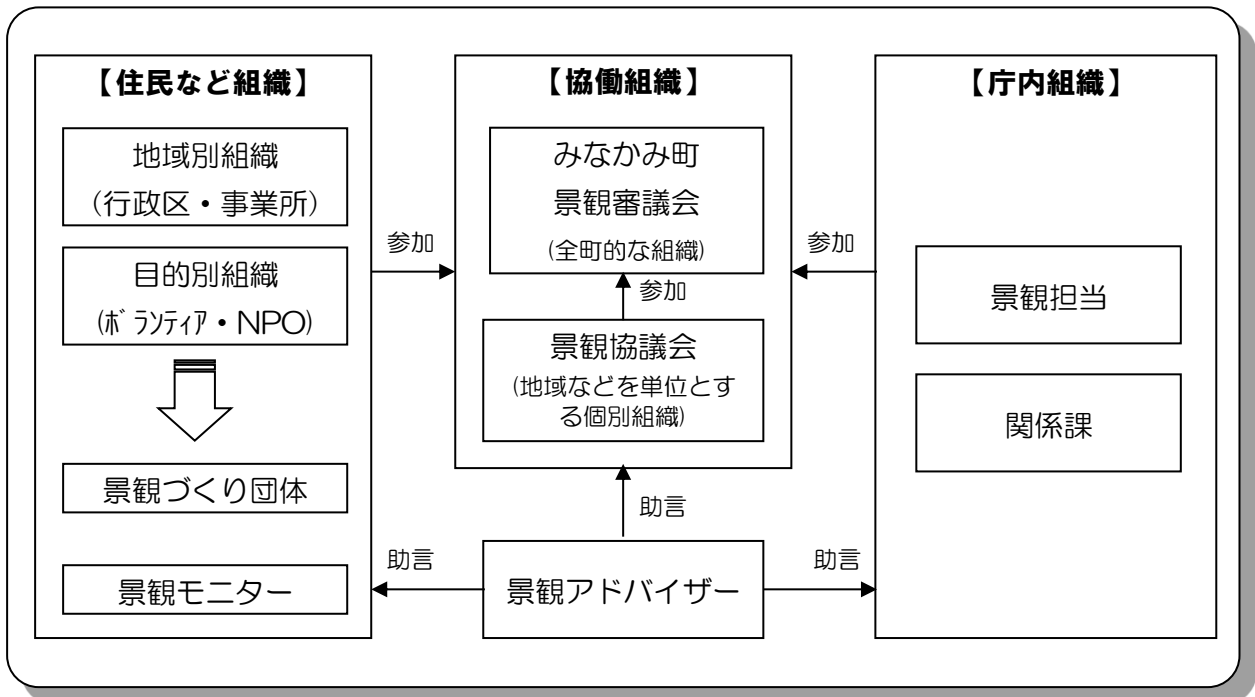 【住民など組織】
地域別組織
（行政区・事業所）
目的別組織
(ﾎﾞﾗﾝﾃｨｱ・NPO)
景観づくり団体
景観モニター
参加
助言
【協働組織】
みなかみ町
景観審議会
(全町的な組織)
参加
景観協議会
(地域などを単位とす
る個別組織)
助言
景観アドバイザー
参加
助言
【庁内組織】
景観担当
関係課